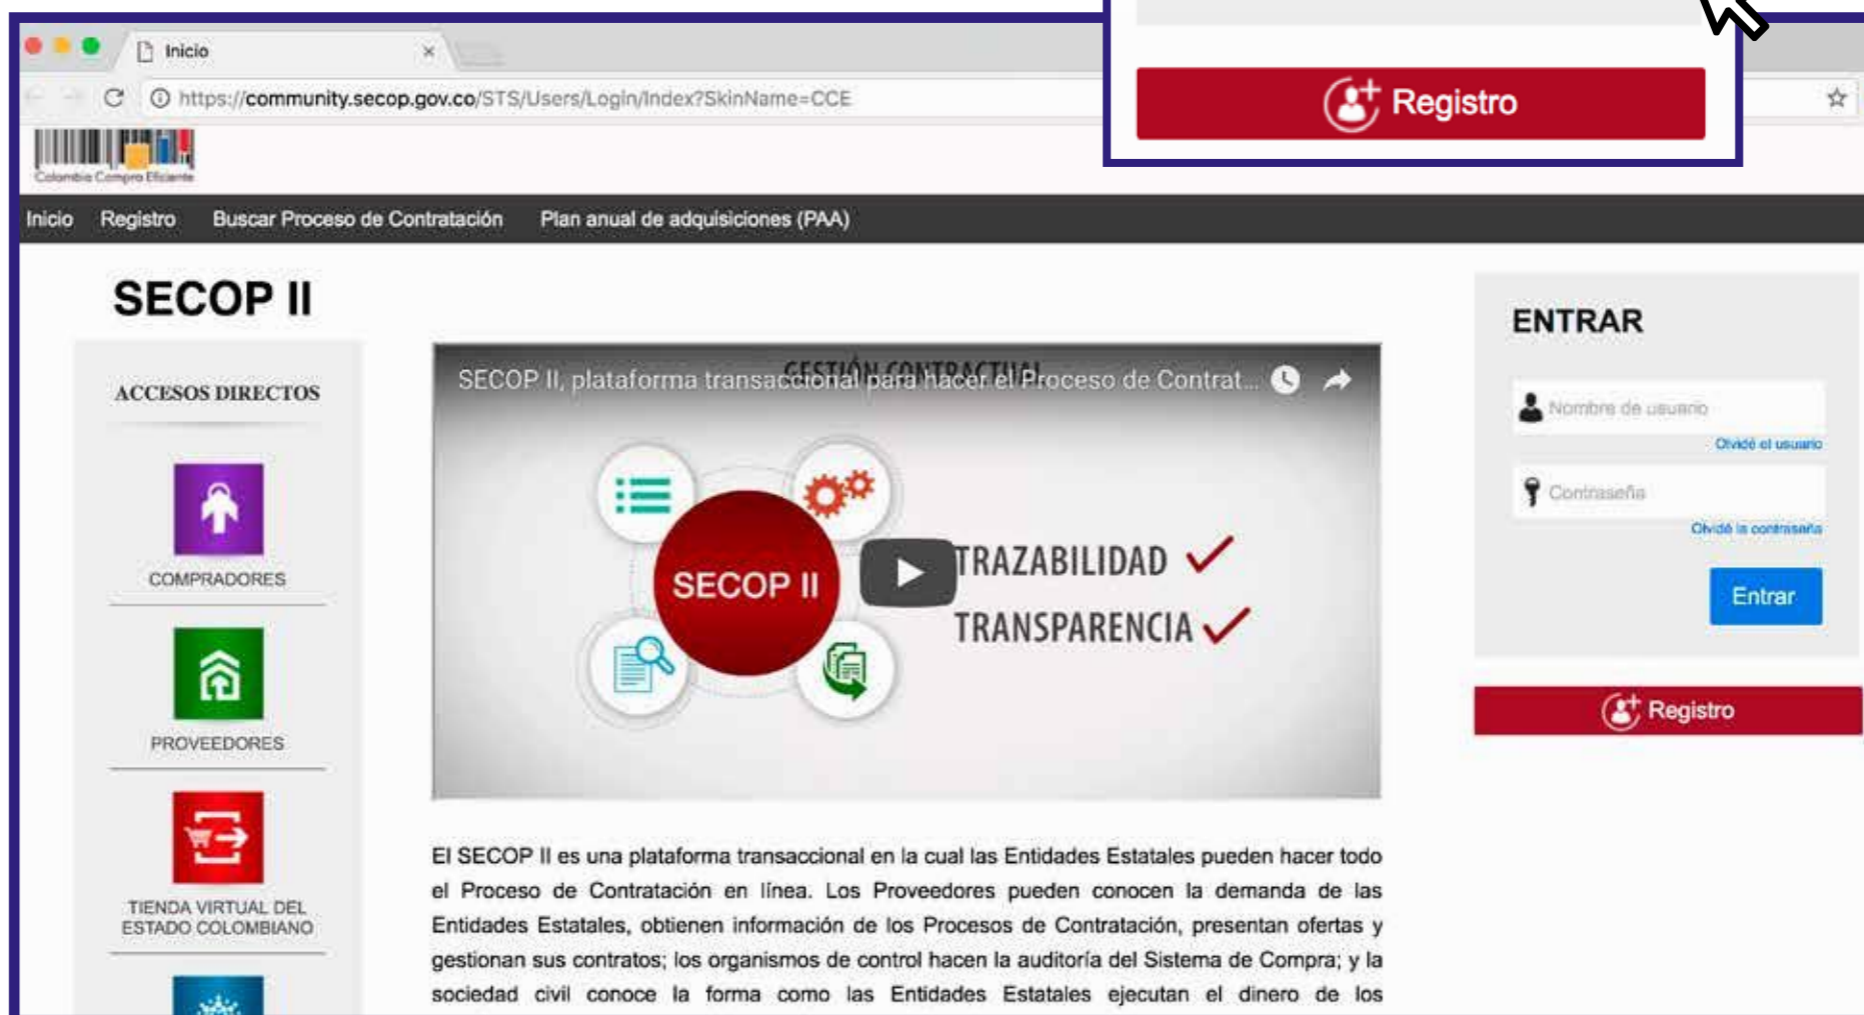 Inicio
https://community.secop.gov.co/STS/Users/Login/Index?SkinName=CCE
Registro
Colombia Compra Eficiente
Inicio Registro Buscar Proceso de Contratación Plan anual de adquisiciones (PAA)
SECOP II
ACCESOS DIRECTOS
COMPRADORES
PROVEEDORES
TIENDA VIRTUAL DEL
ESTADO COLOMBIANO
GESTIÓN CONTRACTUAL
SECOP II, plataforma transaccional para hacer el Proceso de Contrat...
SECOP II
TRAZABILIDAD
TRANSPARENCIA
El SECOP II es una plataforma transaccional en la cual las Entidades Estatales pueden hacer todo
el Proceso de Contratación en línea. Los Proveedores pueden conocen la demanda de las
Entidades Estatales, obtienen información de los Procesos de Contratación, presentan ofertas y
gestionan sus contratos; los organismos de control hacen la auditoría del Sistema de Compra; y la
sociedad civil conoce la forma como las Entidades Estatales ejecutan el dinero de los
ENTRAR
Nombre de usuario
Olvidé el usuario
Contraseña
Olvidé la contraseña
Entrar
Registro